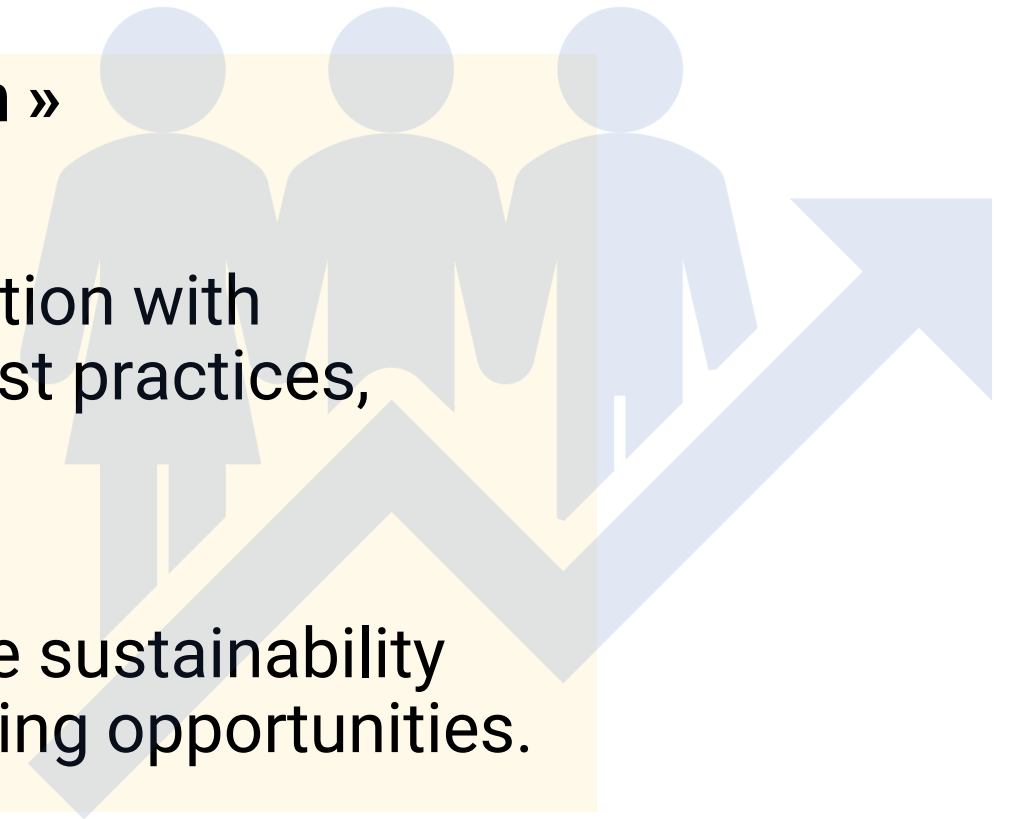 »
tion with
st practices,
e sustainability
ing opportunities.